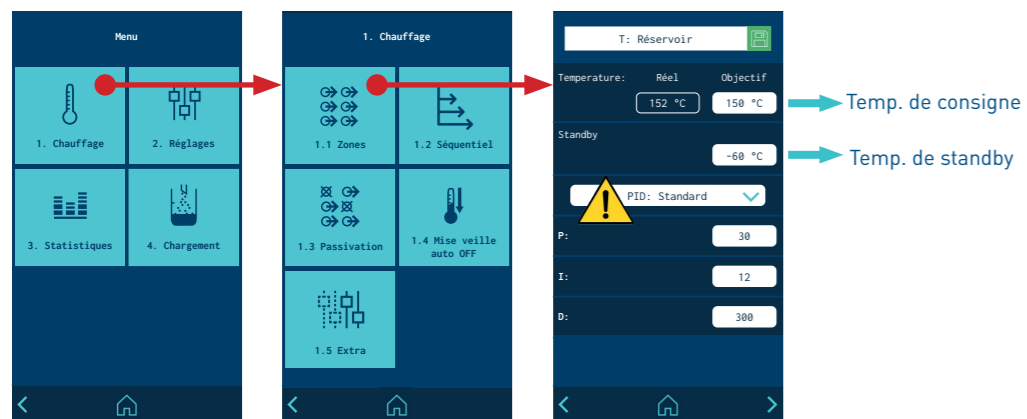 Menu
1. Chauffage
2. Réglages
3. Statistiques
4. Chargement
1. Chauffage
1.1 Zones
1.2 Séquentiel
1.3 Passivation
1.4 Mise veille
auto OFF
1.5 Extra
T: Réservoir
Temperature: Réel Objectif
152 °C 150 °C
Temp. de consigne
Standby
-60 °C
Temp. de standby
PID: Standard
P: 30
I: 12
D: 300